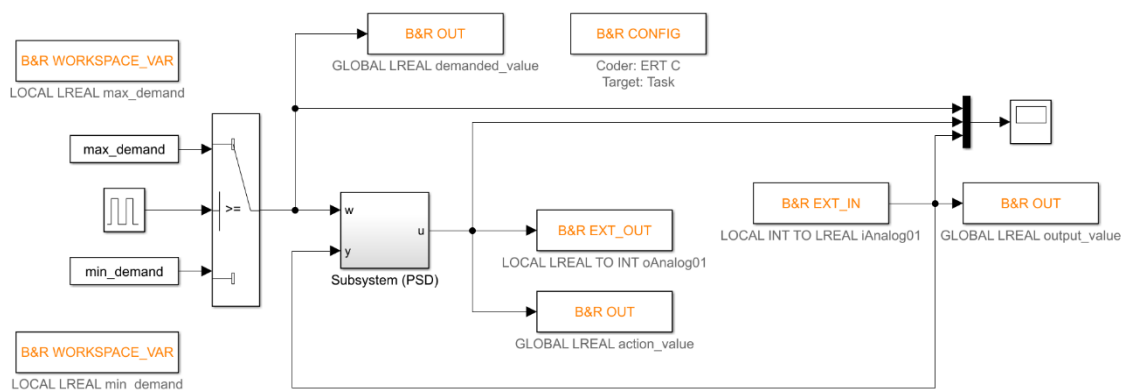 B&R OUT
GLOBAL LREAL demanded_value
B&R CONFIG
Coder: ERT C
Target: Task
B&R WORKSPACE_VAR
LOCAL LREAL max_demand
max_demand
>=
min_demand
w
y
u
Subsystem (PSD)
B&R EXT_OUT
LOCAL LREAL TO INT oAnalog01
B&R OUT
GLOBAL LREAL action_value
B&R EXT_IN
LOCAL INT TO LREAL iAnalog01
B&R OUT
GLOBAL LREAL output_value
B&R WORKSPACE_VAR
LOCAL LREAL min_demand